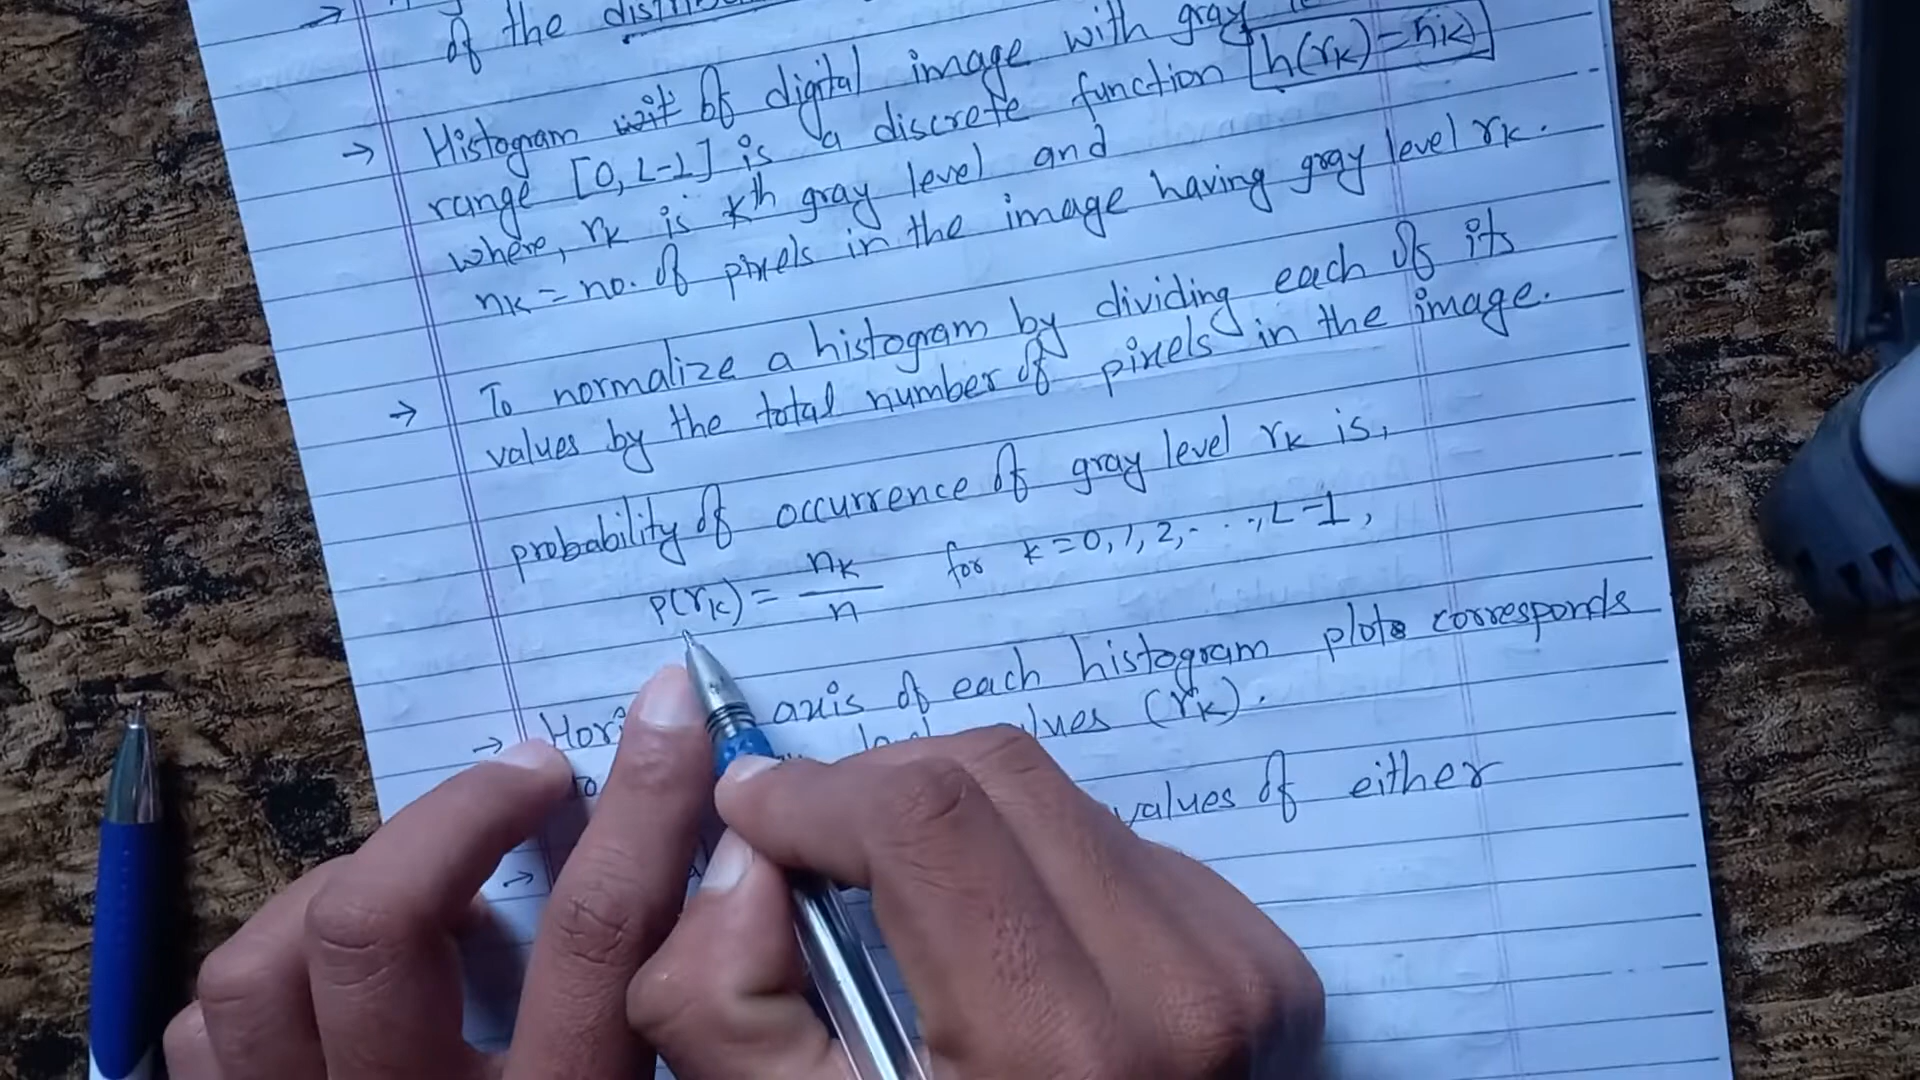 of the
Histogram wit of digital image with gray
range [0, L-1] is a discrete function h(rk)=nk
where, rk is kth gray level and
nk = no. of pixels in the image having gray level rk.
To normalize a histogram by dividing each of its
values by the total number of pixels in the image.
probability of occurrence of gray level rk is,
p(rk) = nk/n for k=0,1,2,- - -,L-1,
axis of each histogram plots corresponds
(rk).
values of either